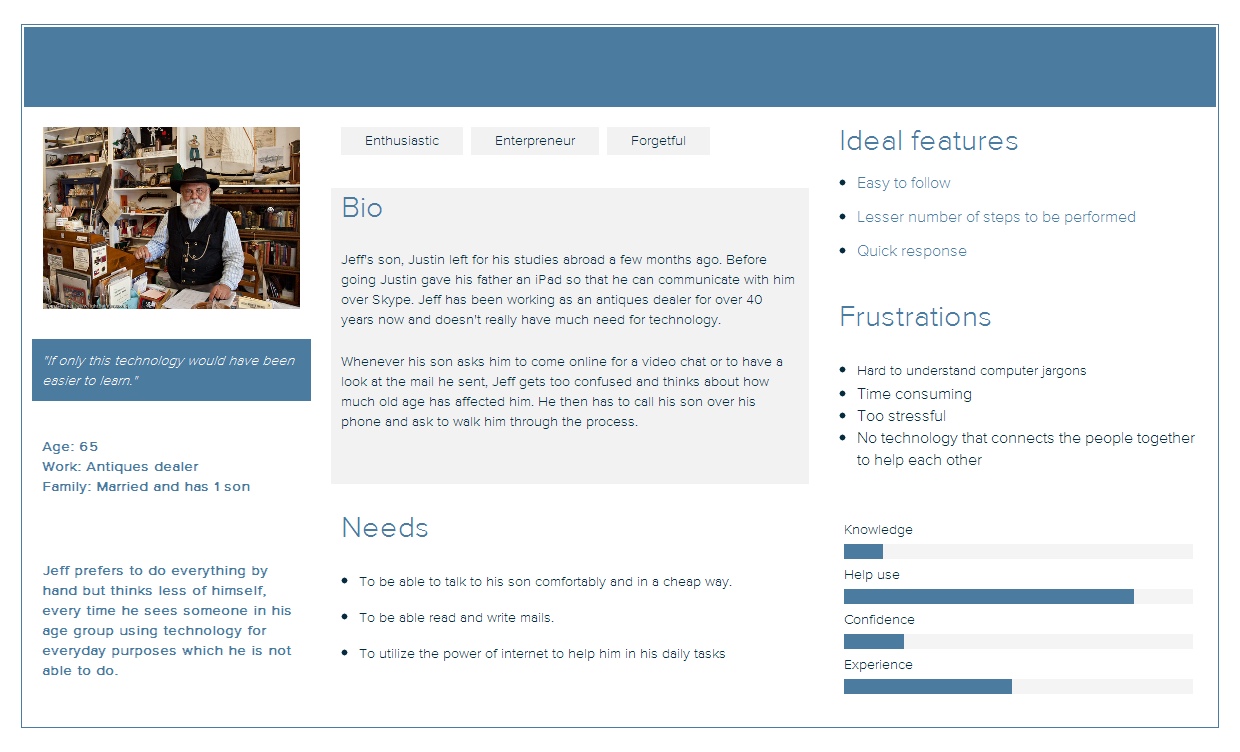 "If only this technology would have been
easier to learn."
Age: 65
Work: Antiques dealer
Family: Married and has 1 son
Jeff prefers to do everything by
hand but thinks less of himself,
every time he sees someone in his
age group using technology for
everyday purposes which he is not
able to do.
Enthusiastic
Enterpreneur
Forgetful
Bio
Jeff's son, Justin left for his studies abroad a few months ago. Before
going Justin gave his father an iPad so that he can communicate with him
over Skype. Jeff has been working as an antiques dealer for over 40
years now and doesn't really have much need for technology.
Whenever his son asks him to come online for a video chat or to have a
look at the mail he sent, Jeff gets too confused and thinks about how
much old age has affected him. He then has to call his son over his
phone and ask to walk him through the process.
Needs
To be able to talk to his son comfortably and in a cheap way.
To be able read and write mails.
To utilize the power of internet to help him in his daily tasks
Ideal features
Easy to follow
Lesser number of steps to be performed
Quick response
Frustrations
Hard to understand computer jargons
Time consuming
Too stressful
No technology that connects the people together
to help each other
Knowledge
Help use
Confidence
Experience